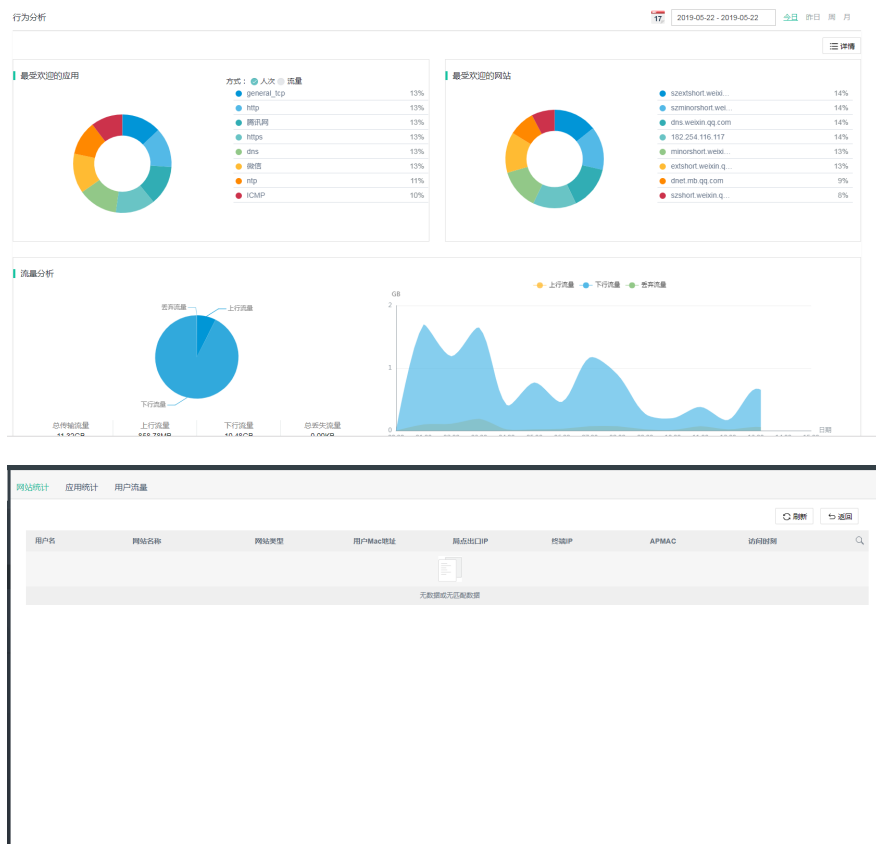 行为分析
17
2019-05-22 - 2019-05-22 今日 昨日 周 月
详情
最受欢迎的应用
方式： 人次 流量
general_tcp 13%
http 13%
腾讯网 13%
https 13%
dns 13%
微信 13%
ntp 11%
ICMP 10%
最受欢迎的网站
szextshort.weixi... 14%
szminorshort.wei... 14%
dns.weixin.qq.com 14%
182.254.116.117 14%
minorshort.weixi... 13%
extshort.weixin.q... 13%
dnet.mb.qq.com 9%
szshort.weixin.q... 8%
流量分析
丢弃流量 上行流量
下行流量
总传输流量 上行流量 下行流量 总丢失流量
上行流量 下行流量 丢弃流量
GB
2
1
0
日期
网站统计 应用统计 用户流量
刷新 返回
用户名 网站名称 网站类型 用户Mac地址 局点出口IP 终端IP APMAC 访问时刻
无数据或无匹配数据